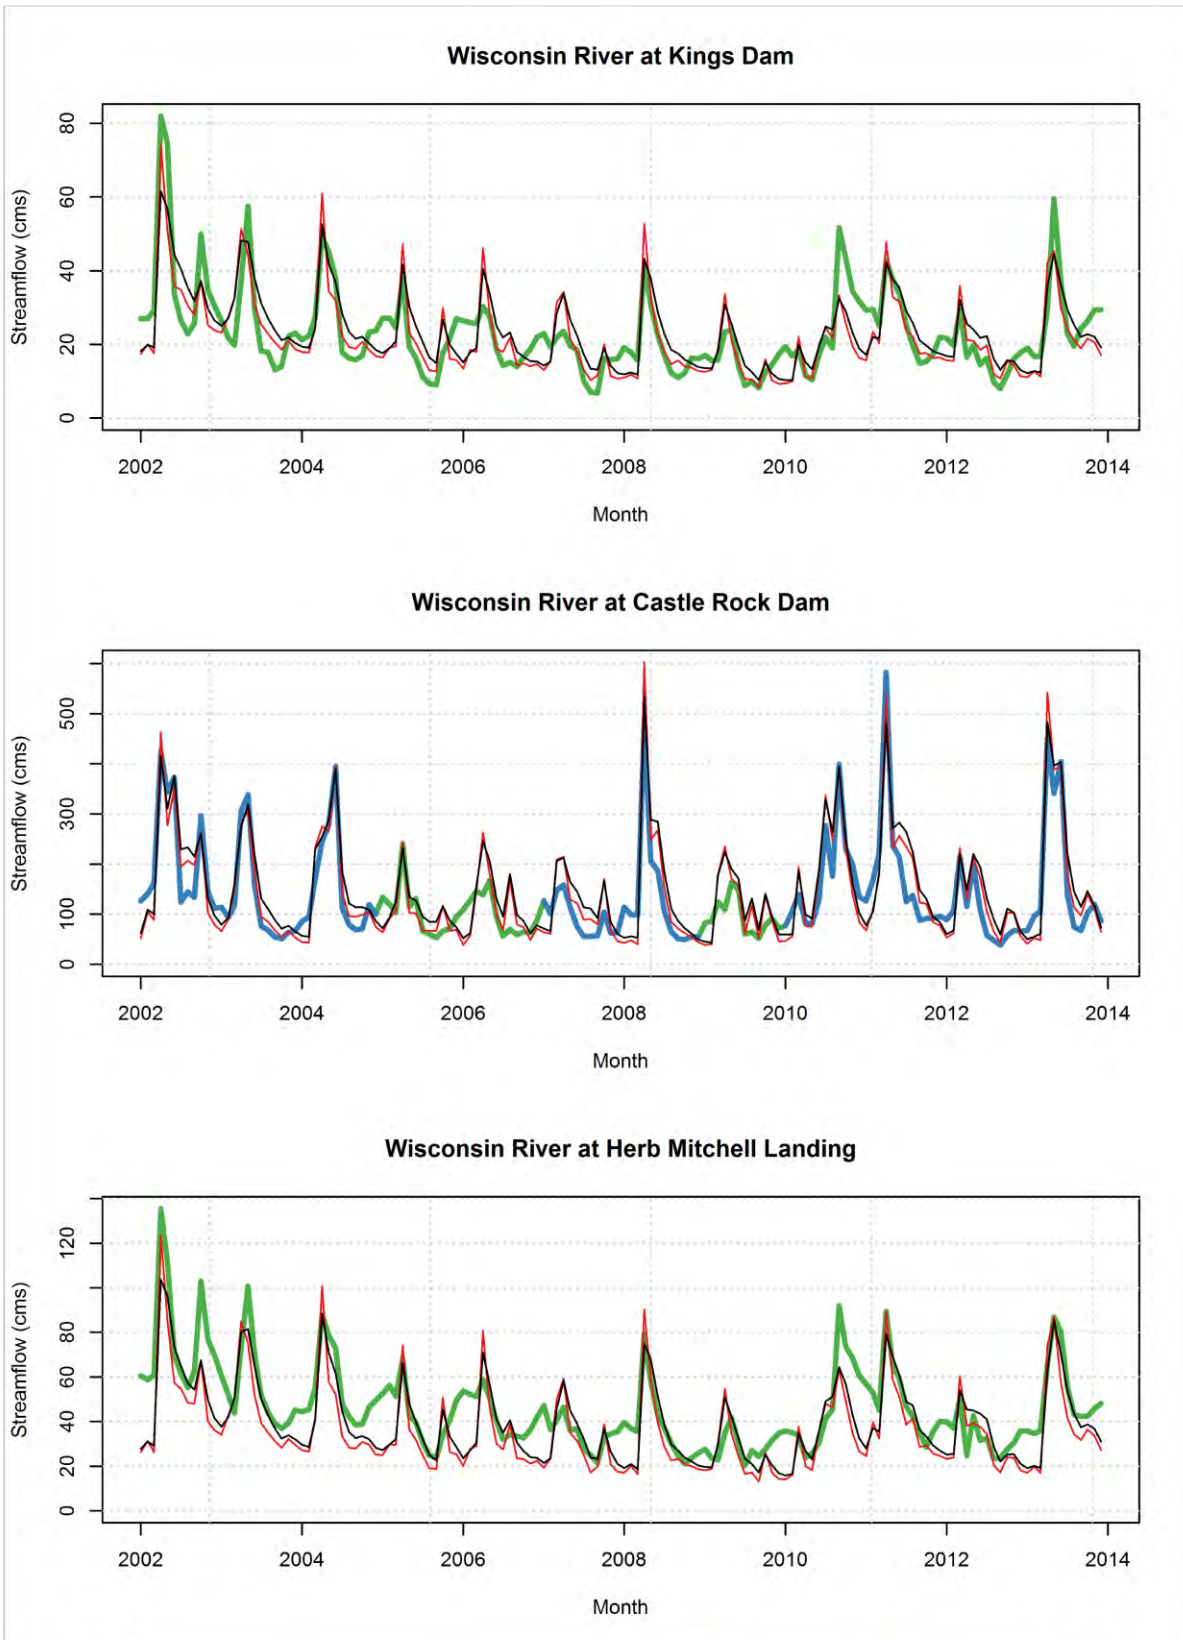 Wisconsin River at Kings Dam
Streamflow (cms)
80
60
40
20
0
2002 2004 2006 2008 2010 2012 2014
Month
Wisconsin River at Castle Rock Dam
Streamflow (cms)
500
300
100
0
2002 2004 2006 2008 2010 2012 2014
Month
Wisconsin River at Herb Mitchell Landing
Streamflow (cms)
120
80
60
40
20
0
2002 2004 2006 2008 2010 2012 2014
Month